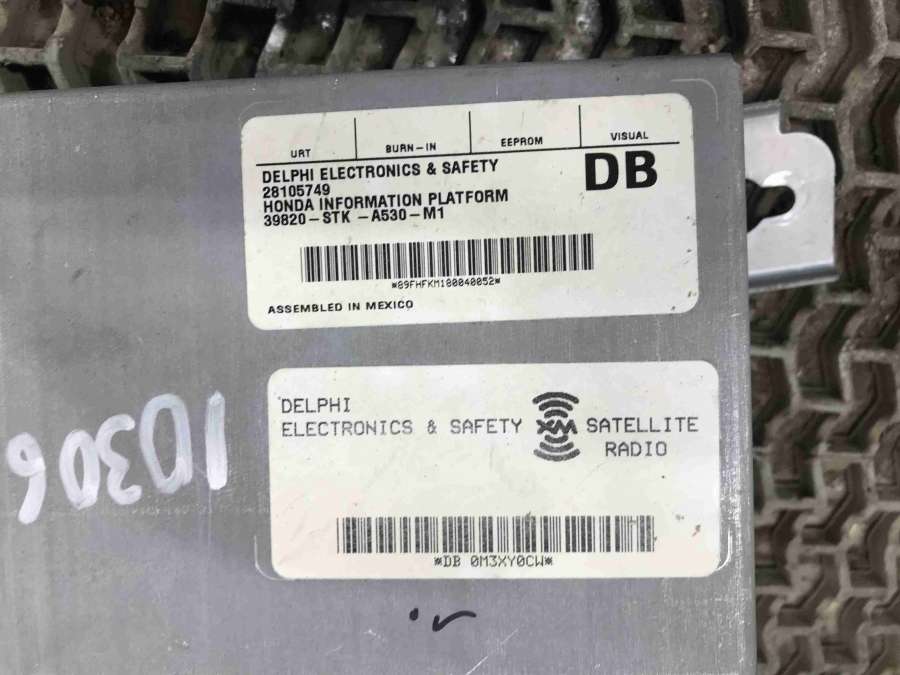 URT BURN-IN EEPROM VISUAL
DELPHI ELECTRONICS & SAFETY
28105749
HONDA INFORMATION PLATFORM
39820-STK -A530-M1
DB
*89FHFKM180040052*
ASSEMBLED IN MEXICO
DELPHI
ELECTRONICS & SAFETY XM SATELLITE
RADIO
*DB 0M3XY0CW*
10306